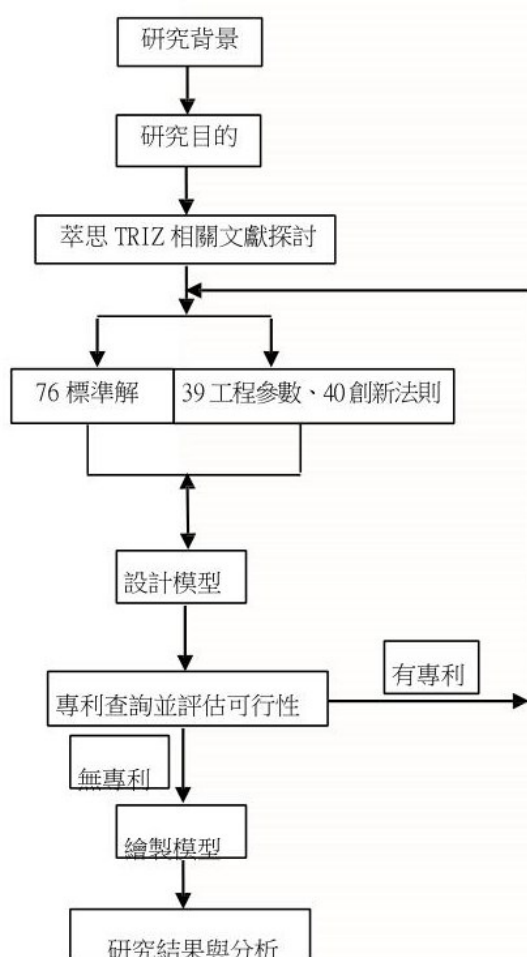 研究背景
研究目的
萃思 TRIZ 相關文獻探討
76 標準解
39 工程參數、40 創新法則
設計模型
有專利
專利查詢並評估可行性
無專利
繪製模型
研究結果與分析